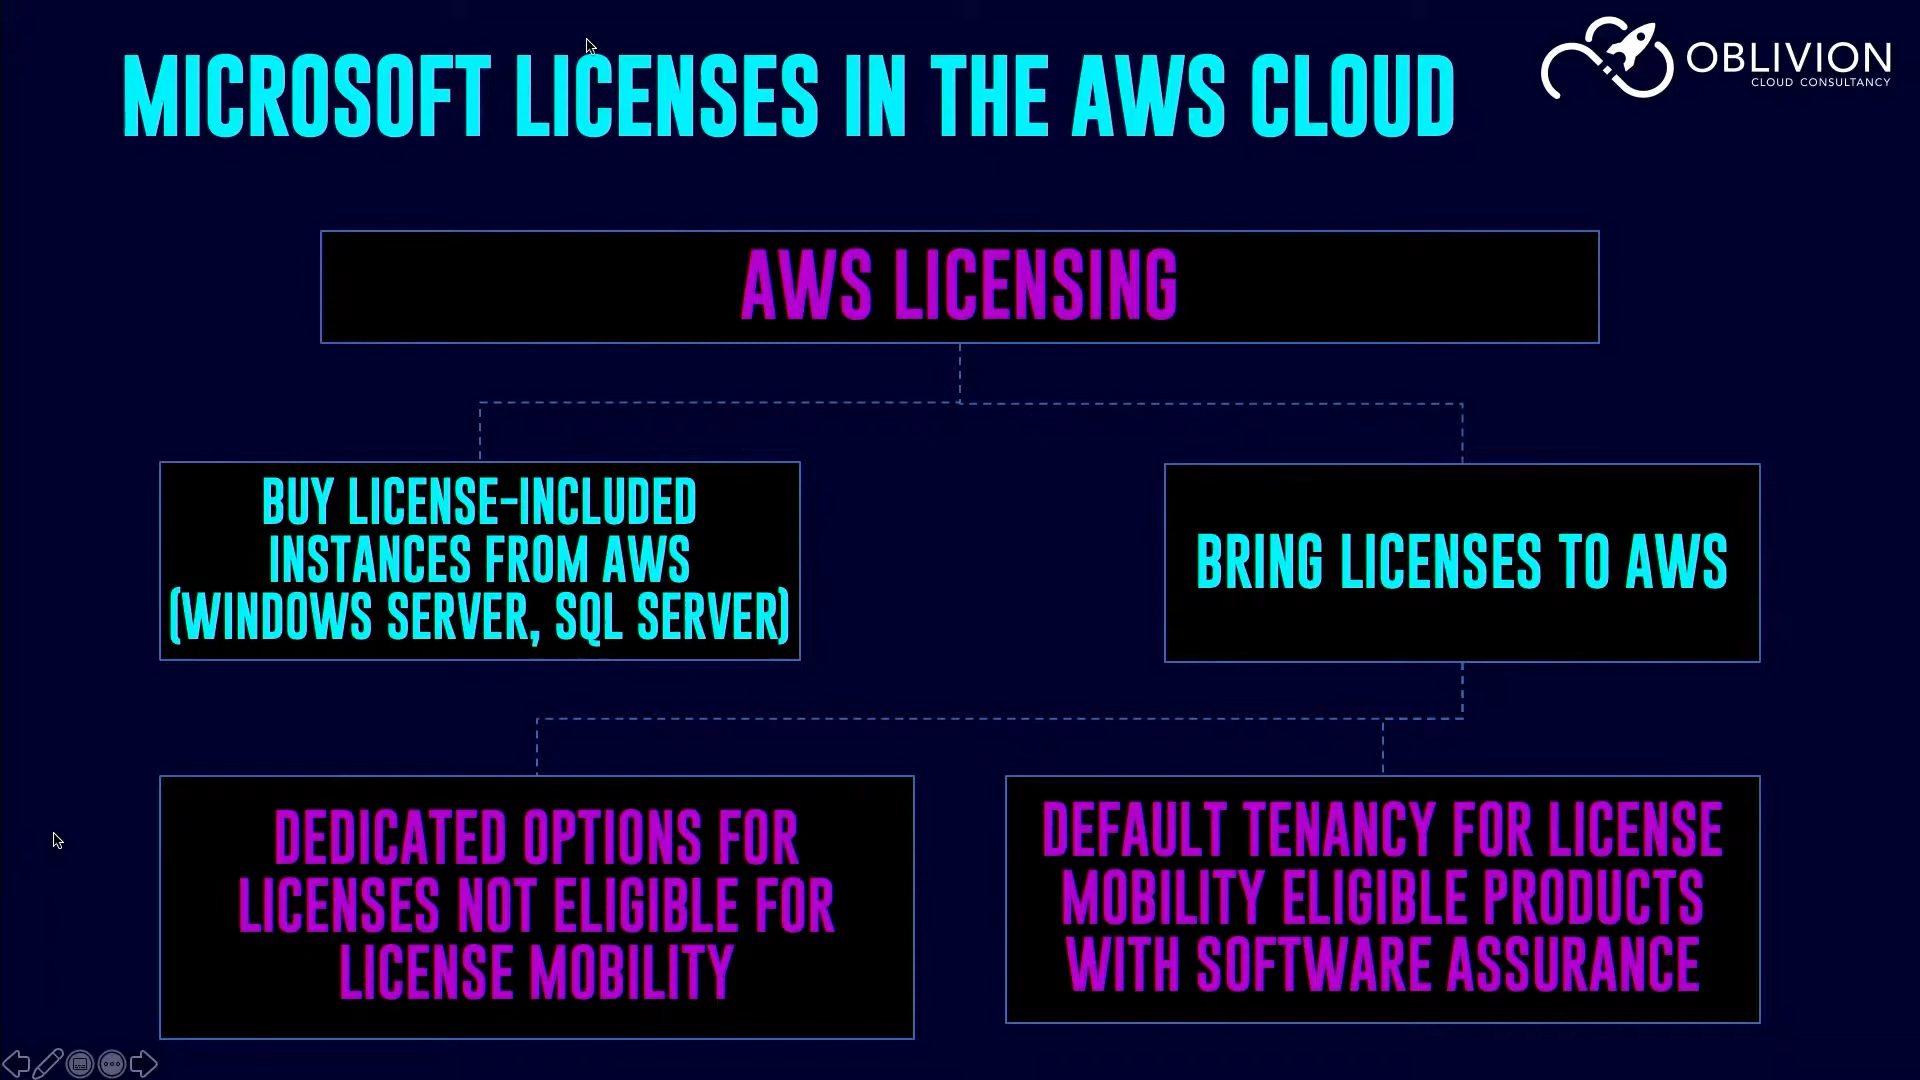 MICROSOFT LICENSES IN THE AWS CLOUD
OBLIVION
CLOUD CONSULTANCY
AWS LICENSING
BUY LICENSE-INCLUDED
INSTANCES FROM AWS
(WINDOWS SERVER, SQL SERVER)
BRING LICENSES TO AWS
DEDICATED OPTIONS FOR
LICENSES NOT ELIGIBLE FOR
LICENSE MOBILITY
DEFAULT TENANCY FOR LICENSE
MOBILITY ELIGIBLE PRODUCTS
WITH SOFTWARE ASSURANCE